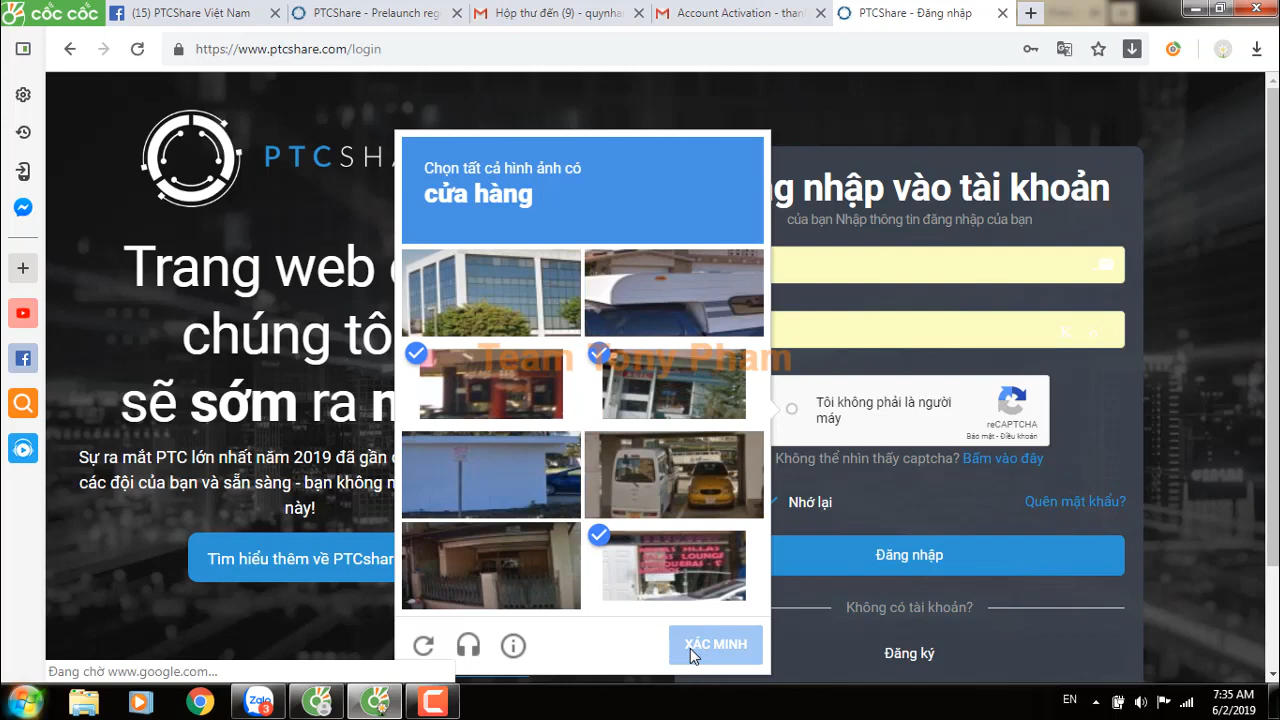 CỐC CỐC
(15) PTCShare Việt Nam
PTCShare - Prelaunch reg
Hộp thư đến (9) - quynhan
Account Activation - than
PTCShare - Đăng nhập
https://www.ptcshare.com/login
PTCSHA
Trang web
chúng tô
sẽ sớm ra
Sự ra mắt PTC lớn nhất năm 2019 đã gần
các đội của bạn và sẵn sàng - bạn không
này!
Tìm hiểu thêm về PTCshar
Chọn tất cả hình ảnh có
cửa hàng
Team Tony Pham
XÁC MINH
ng nhập vào tài khoản
của bạn Nhập thông tin đăng nhập của bạn
Tôi không phải là người
máy
reCAPTCHA
Bảo mật - Điều khoản
Không thể nhìn thấy captcha? Bấm vào đây
Nhớ lại
Quên mật khẩu?
Đăng nhập
Không có tài khoản?
Đăng ký
Đang chờ www.google.com...
Zalo
3
EN
7:35 AM
6/2/2019